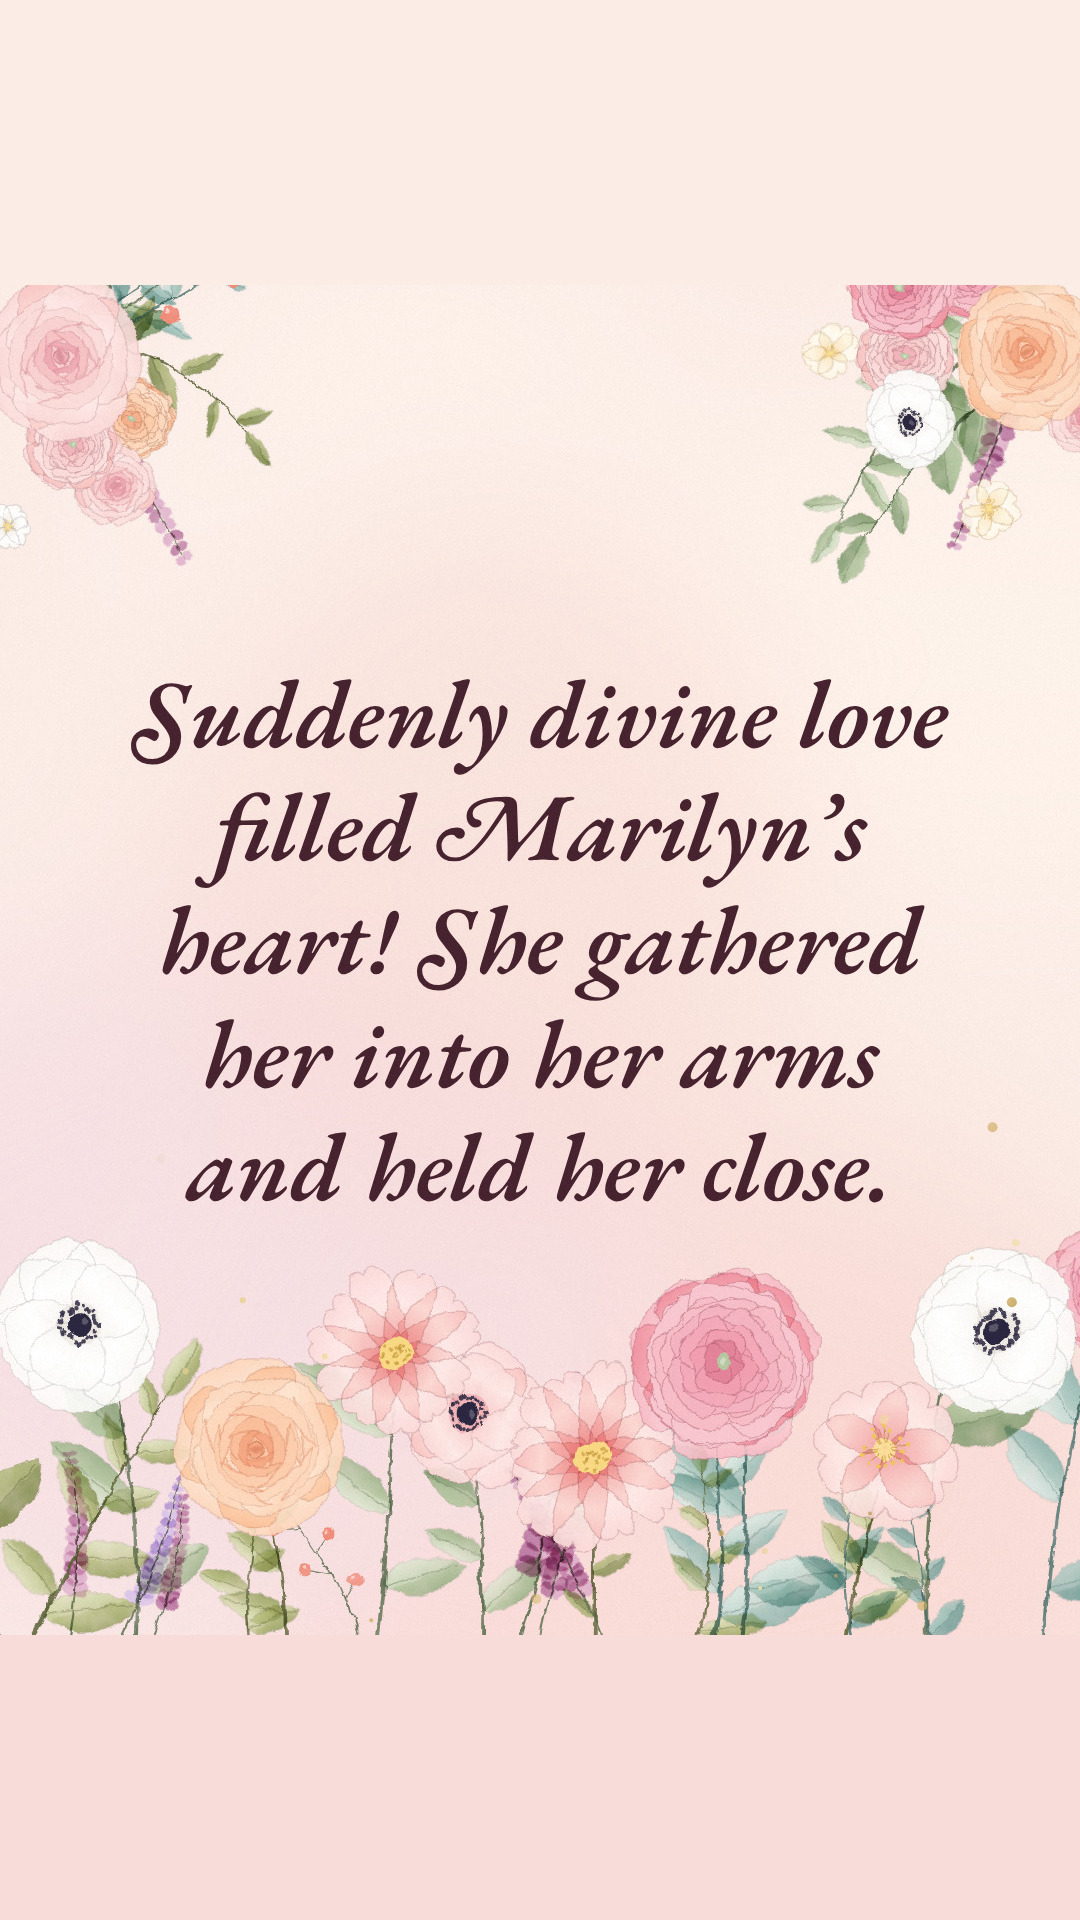 Suddenly divine love
filled Marilyn’s
heart! She gathered
her into her arms
and held her close.